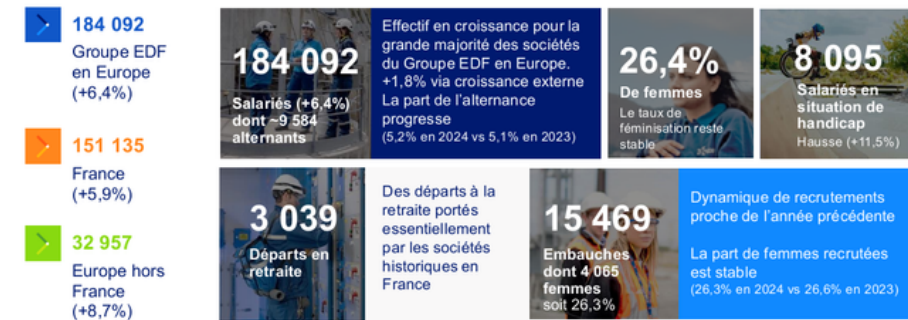 184 092
Groupe EDF
en Europe
(+6,4%)
151 135
France
(+5,9%)
32 957
Europe hors
France
(+8,7%)
184 092
Salariés (+6,4%)
dont ~9 584
alternants
Effectif en croissance pour la
grande majorité des sociétés
du Groupe EDF en Europe.
+1,8% via croissance externe
La part de l'alternance
progresse
(5,2% en 2024 vs 5,1% en 2023)
26,4%
De femmes
Le taux de
féminisation reste
stable
8 095
Salariés en
situation de
handicap
Hausse (+11,5%)
3 039
Départs en
retraite
Des départs à la
retraite portés
essentiellement
par les sociétés
historiques en
France
15 469
Embauches
dont 4 065
femmes
soit 26,3%
Dynamique de recrutements
proche de l'année précédente
La part de femmes recrutées
est stable
(26,3% en 2024 vs 26,6% en 2023)